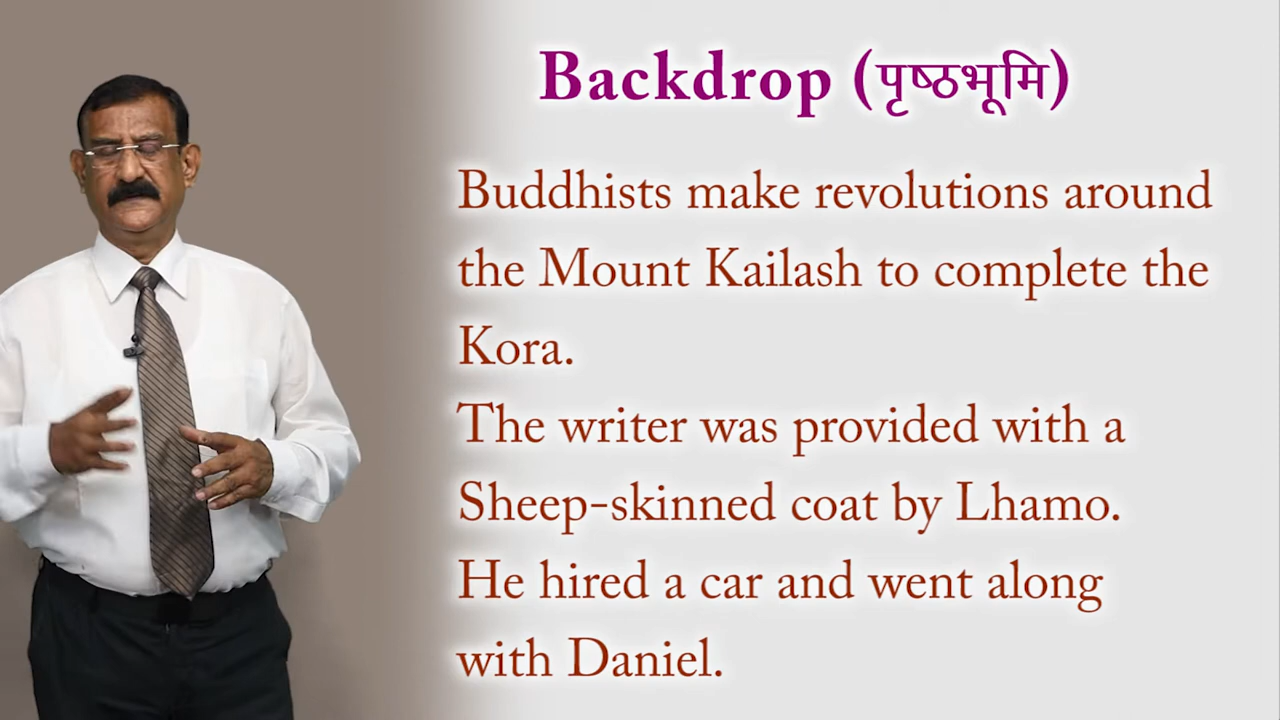 Backdrop (पृष्ठभूमि)
Buddhists make revolutions around
the Mount Kailash to complete the
Kora.
The writer was provided with a
Sheep-skinned coat by Lhamo.
He hired a car and went along
with Daniel.